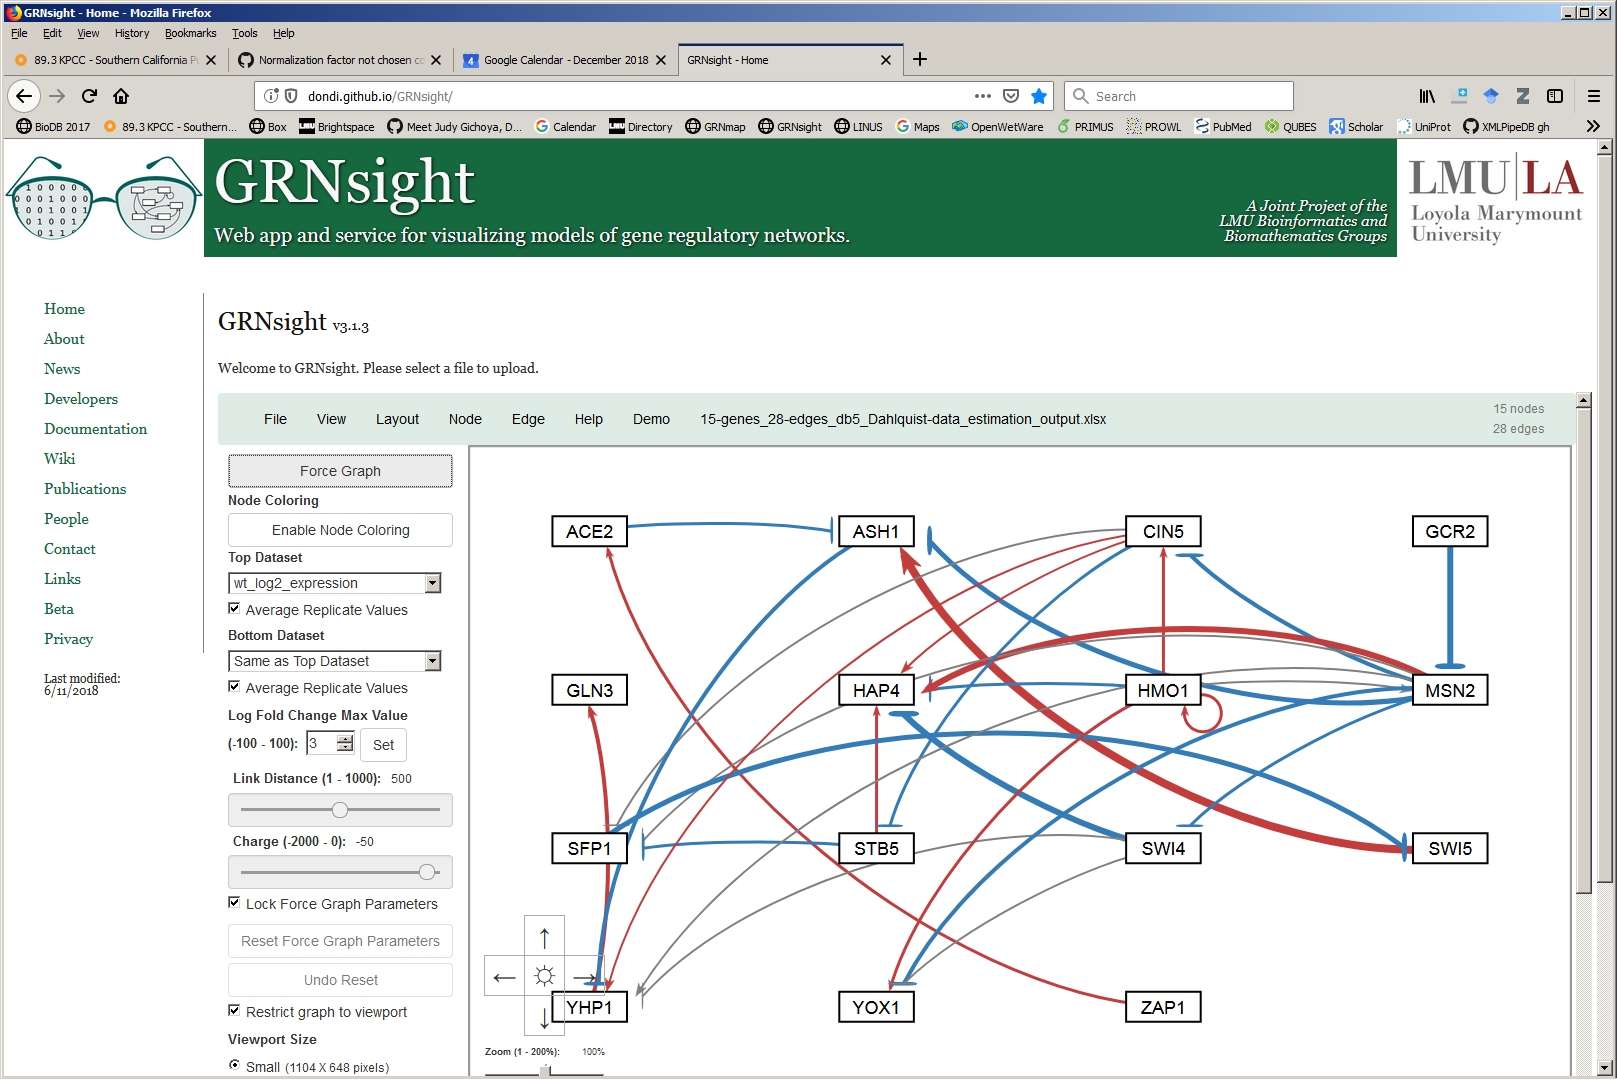 GRNsight - Home - Mozilla Firefox
File Edit View History Bookmarks Tools Help
89.3 KPCC - Southern California P
Normalization factor not chosen co
4 Google Calendar - December 2018
GRNsight - Home
dondi.github.io/GRNsight/
Search
BioDB 2017 89.3 KPCC - Southern... Box Brightspace Meet Judy Gichoya, D... Calendar Directory GRNmap GRNsight LINUS Maps OpenWetWare PRIMUS PROWL PubMed QUBES Scholar UniProt XMLPipeDB gh
GRNsight
Web app and service for visualizing models of gene regulatory networks.
A Joint Project of the
LMU Bioinformatics and
Biomathematics Groups
LMU LA
Loyola Marymount
University
Home
About
News
Developers
Documentation
Wiki
Publications
People
Contact
Links
Beta
Privacy
Last modified:
6/11/2018
GRNsight v3.1.3
Welcome to GRNsight. Please select a file to upload.
File View Layout Node Edge Help Demo 15-genes_28-edges_db5_Dahlquist-data_estimation_output.xlsx
15 nodes
28 edges
Force Graph
Node Coloring
Enable Node Coloring
Top Dataset
wt_log2_expression
Average Replicate Values
Bottom Dataset
Same as Top Dataset
Average Replicate Values
Log Fold Change Max Value
(-100 - 100): 3 Set
Link Distance (1 - 1000): 500
Charge (-2000 - 0): -50
Lock Force Graph Parameters
Reset Force Graph Parameters
Undo Reset
Restrict graph to viewport
Viewport Size
Small (1104 X 648 pixels)
ACE2 ASH1 CIN5 GCR2
GLN3 HAP4 HMO1 MSN2
SFP1 STB5 SWI4 SWI5
YHP1 YOX1 ZAP1
Zoom (1 - 200%): 100%